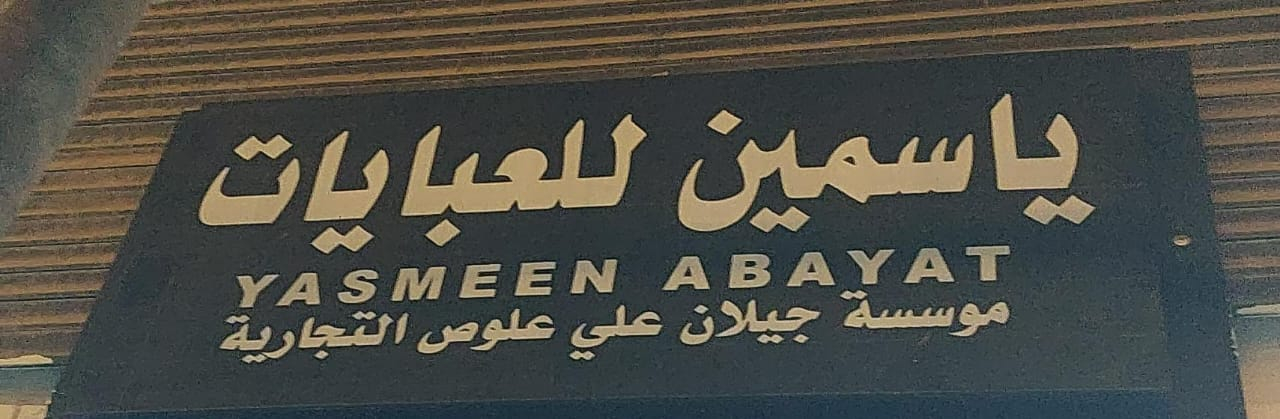 ياسمين للعبايات
YASMEEN ABAYAT
موسسة جيلان علي علوص التجارية